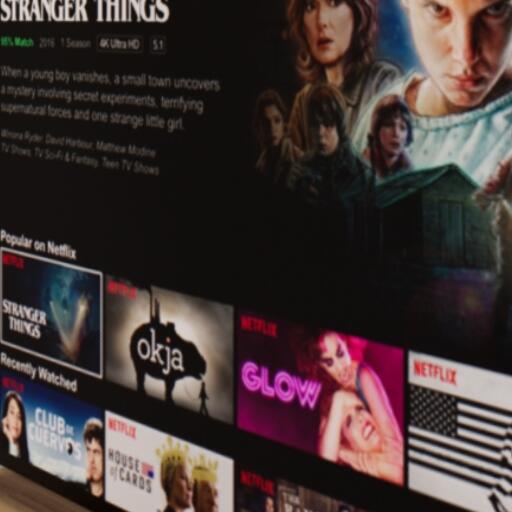 STRANGER THINGS
95% Match 2016 1 Season 4K Ultra HD 5.1
When a young boy vanishes, a small town uncovers
a mystery involving secret experiments, terrifying
supernatural forces and one strange little girl.
Winona Ryder, David Harbour, Matthew Modine
TV Shows, TV Sci-Fi & Fantasy, Teen TV Shows
Popular on Netflix
NETFLIX
STRANGER
THINGS
NETFLIX
okja
NETFLIX
GLOW
NETFLIX
Recently Watched
NETFLIX
CLUB DE
CUERVOS
NETFLIX
HOUSE
of CARDS
NETFLIX